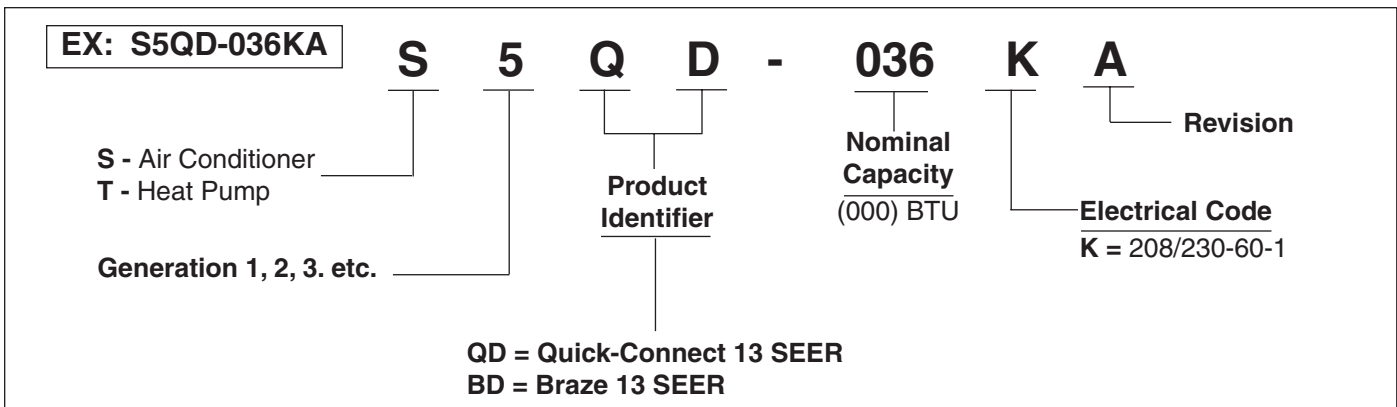 EX: S5QD-036KA
S 5 Q D - 036 K A
S - Air Conditioner
T - Heat Pump
Generation 1, 2, 3. etc.
Product
Identifier
QD = Quick-Connect 13 SEER
BD = Braze 13 SEER
Nominal
Capacity
(000) BTU
Revision
Electrical Code
K = 208/230-60-1